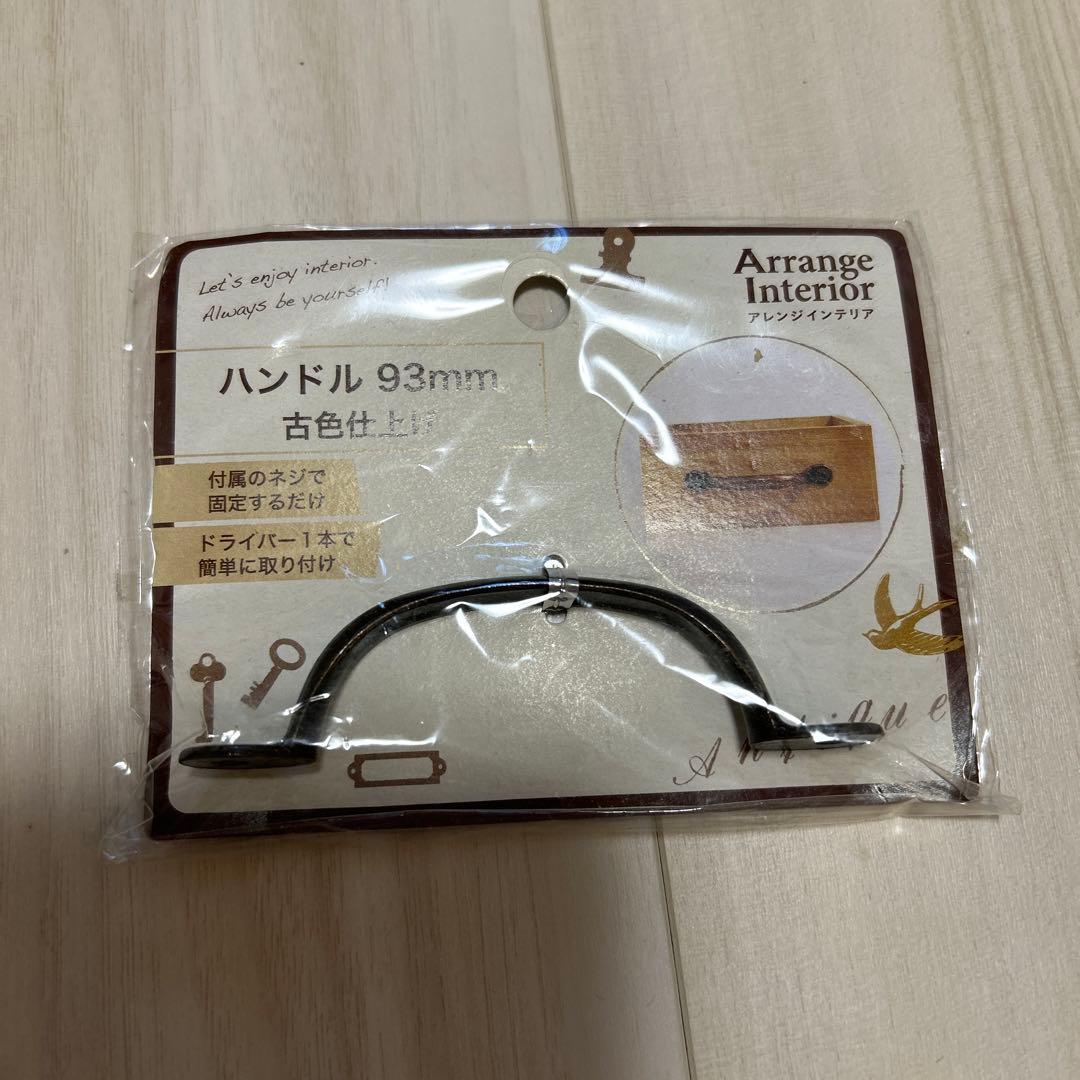 Let's enjoy interior.
Always be yourself!
Arrange
Interior
アレンジインテリア
ハンドル 93mm
古色仕上げ
付属のネジで
固定するだけ
ドライバー1本で
簡単に取り付け
Antique